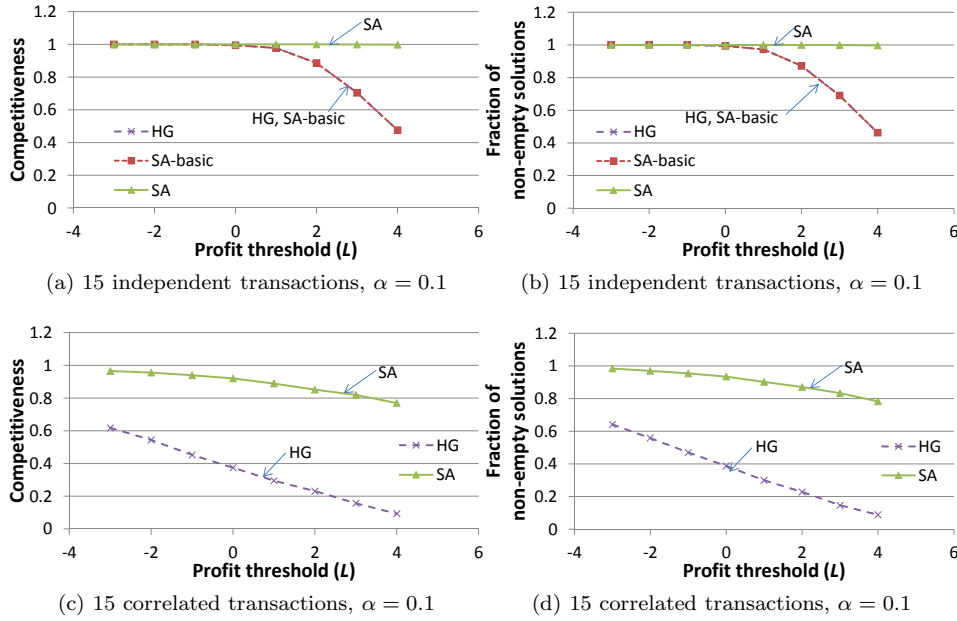 1.2
1
0.8
0.6
0.4
0.2
0
Competitiveness
SA
HG, SA-basic
HG
SA-basic
SA
-4 -2 0 2 4 6
Profit threshold (L)
(a) 15 independent transactions, α = 0.1
1.2
1
0.8
0.6
0.4
0.2
0
Fraction of
non-empty solutions
SA
HG, SA-basic
HG
SA-basic
SA
-4 -2 0 2 4 6
Profit threshold (L)
(b) 15 independent transactions, α = 0.1
1.2
1
0.8
0.6
0.4
0.2
0
Competitiveness
SA
HG
HG
SA
-4 -2 0 2 4 6
Profit threshold (L)
(c) 15 correlated transactions, α = 0.1
1.2
1
0.8
0.6
0.4
0.2
0
Fraction of
non-empty solutions
SA
HG
HG
SA
-4 -2 0 2 4 6
Profit threshold (L)
(d) 15 correlated transactions, α = 0.1